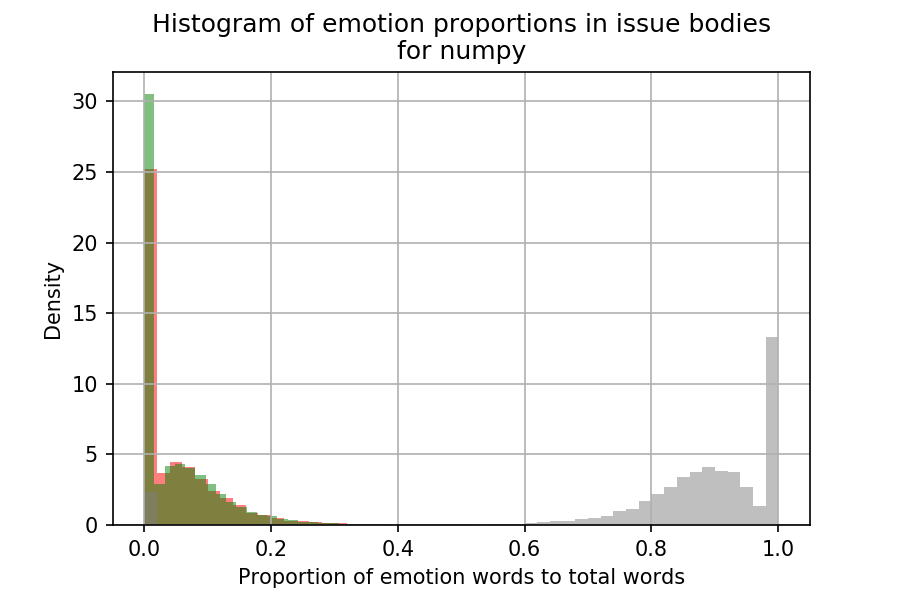 Histogram of emotion proportions in issue bodies
for numpy
30
25
20
15
10
5
0
Density
0.0 0.2 0.4 0.6 0.8 1.0
Proportion of emotion words to total words